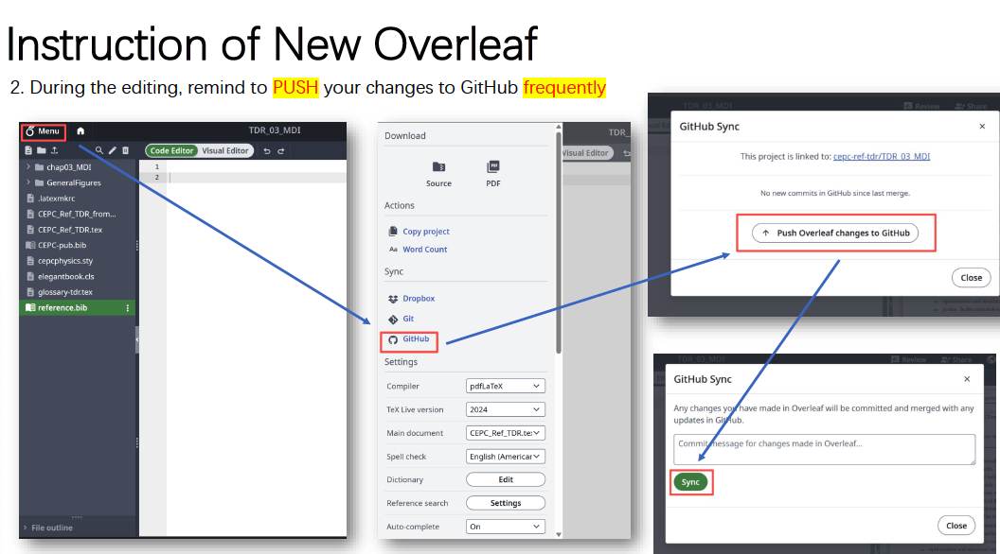 Instruction of New Overleaf
2. During the editing, remind to PUSH your changes to GitHub frequently
Menu
TDR_03_MDI
Code Editor Visual Editor
chap03_MDI
GeneralFigures
.latexmkrc
CEPC_Ref_TDR_from...
CEPC_Ref_TDR.tex
CEPC-pub.bib
cepcphysics.sty
elegantbook.cls
glossary-tdr.tex
reference.bib
File outline
1
2
Download
Source PDF
Actions
Copy project
Word Count
Sync
Dropbox
Git
GitHub
Settings
Compiler pdfLaTeX
TeX Live version 2024
Main document CEPC_Ref_TDR.te
Spell check English (American
Dictionary Edit
Reference search Settings
Auto-complete On
TDR_
Visual Editor
TDR_03_MDI Review Share
GitHub Sync
This project is linked to: cepc-ref-tdr/TDR_03_MDI
No new commits in GitHub since last merge.
Push Overleaf changes to GitHub
Close
TDR_03_MDI Review Share
GitHub Sync
Any changes you have made in Overleaf will be committed and merged with any
updates in GitHub.
Commit message for changes made in Overleaf...
Sync
Close